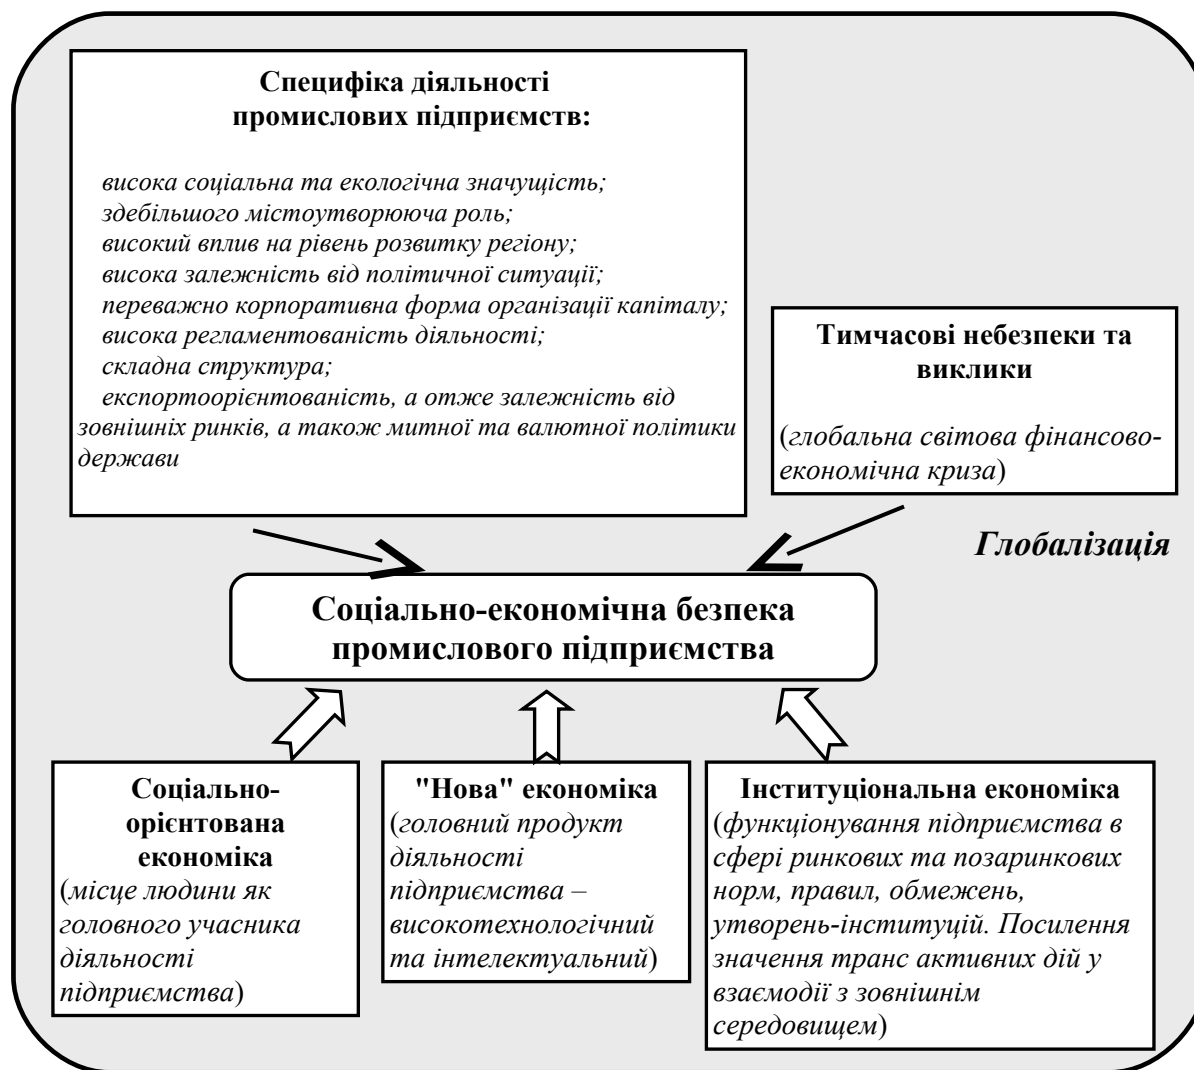 Специфіка діяльності
промислових підприємств:
висока соціальна та екологічна значущість;
здебільшого містоутворююча роль;
високий вплив на рівень розвитку регіону;
висока залежність від політичної ситуації;
переважно корпоративна форма організації капіталу;
висока регламентованість діяльності;
складна структура;
експортоорієнтованість, а отже залежність від
зовнішніх ринків, а також митної та валютної політики
держави
Тимчасові небезпеки та
виклики
(глобальна світова фінансово-
економічна криза)
Глобалізація
Соціально-економічна безпека
промислового підприємства
Соціально-
орієнтована
економіка
(місце людини як
головного учасника
діяльності
підприємства)
"Нова" економіка
(головний продукт
діяльності
підприємства –
високотехнологічний
та інтелектуальний)
Інституціональна економіка
(функціонування підприємства в
сфері ринкових та позаринкових
норм, правил, обмежень,
утворень-інституцій. Посилення
значення транс активних дій у
взаємодії з зовнішнім
середовищем)